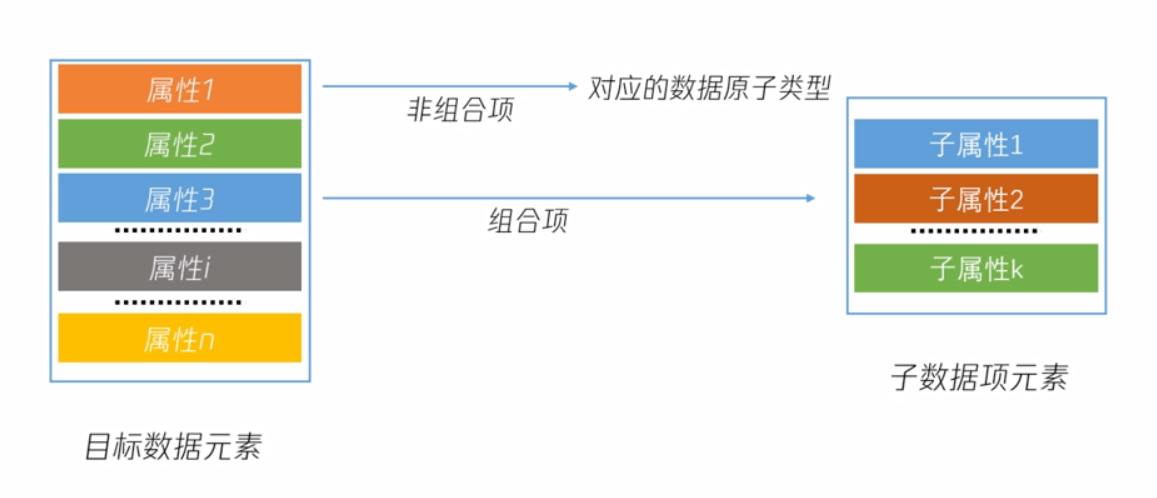 属性1
属性2
属性3
属性i
属性n
目标数据元素
非组合项
对应的数据原子类型
组合项
子属性1
子属性2
子属性k
子数据项元素